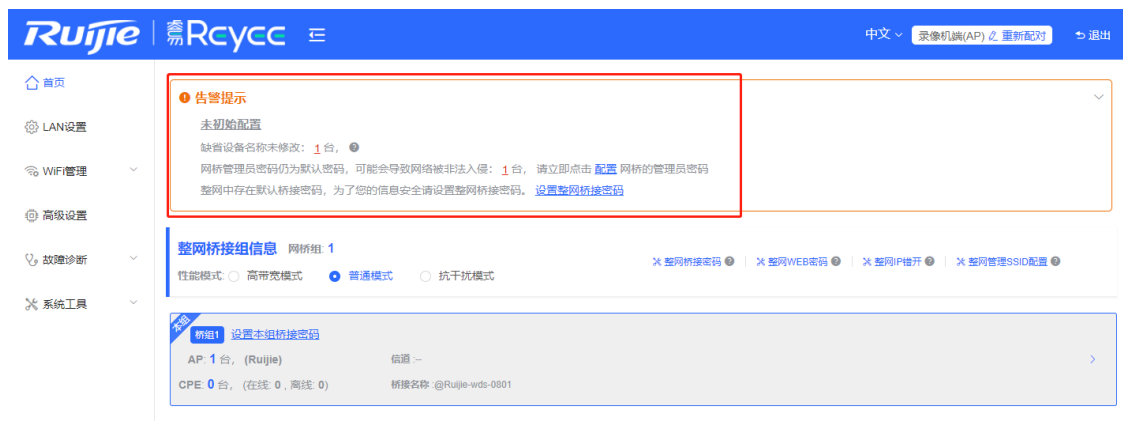 Ruijie 睿易Reyee 中文 录像机端(AP) 重新配对 退出
首页
LAN设置
WiFi管理
高级设置
故障诊断
系统工具
告警提示
未初始配置
缺省设备名称未修改： 1 台，
网桥管理员密码仍为默认密码，可能会导致网络被非法入侵： 1 台， 请立即点击 配置 网桥的管理员密码
整网中存在默认桥接密码，为了您的信息安全请设置整网桥接密码。 设置整网桥接密码
整网桥接组信息 网桥组: 1
性能模式: 高带宽模式 普通模式 抗干扰模式
整网桥接密码 整网WEB密码 整网IP错开 整网管理SSID配置
本组
桥组1 设置本组桥接密码
AP: 1 台， (Ruijie) 信道 :--
CPE: 0 台， (在线: 0 , 离线: 0) 桥接名称 :@Ruijie-wds-0801